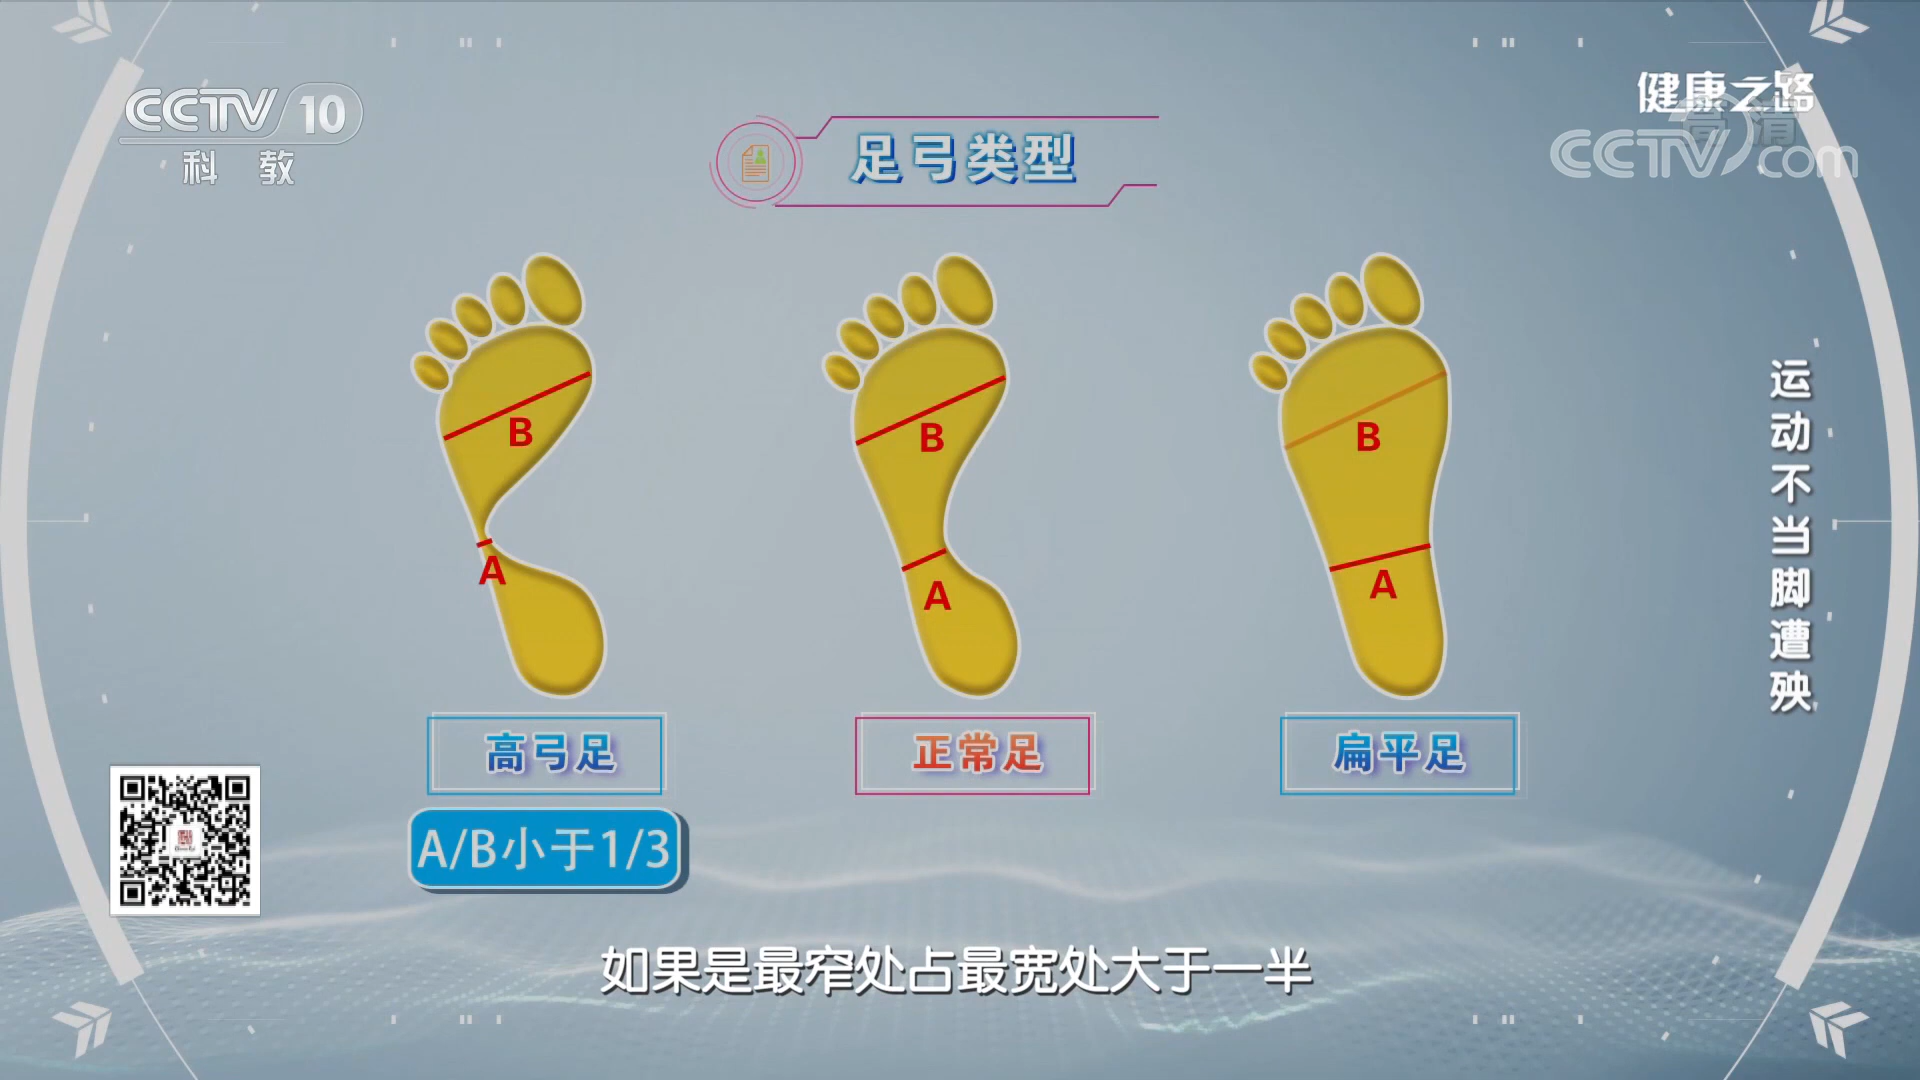 CCTV 10
科教
健康之路
高清
CCTV.com
足弓类型
B
A
B
A
B
A
高弓足
正常足
扁平足
A/B小于1/3
运动不当脚遭殃
如果是最窄处占最宽处大于一半